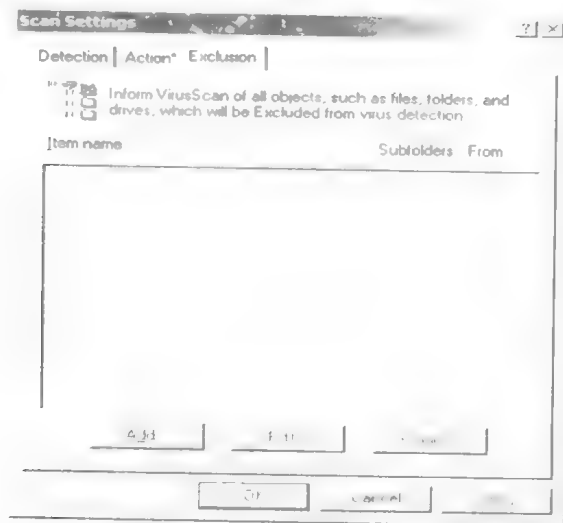 Scan Settings
? ×
Detection Action* Exclusion
Inform VirusScan of all objects, such as files, folders, and
drives, which will be Excluded from virus detection
Item name Subfolders From
Add
OK Cancel